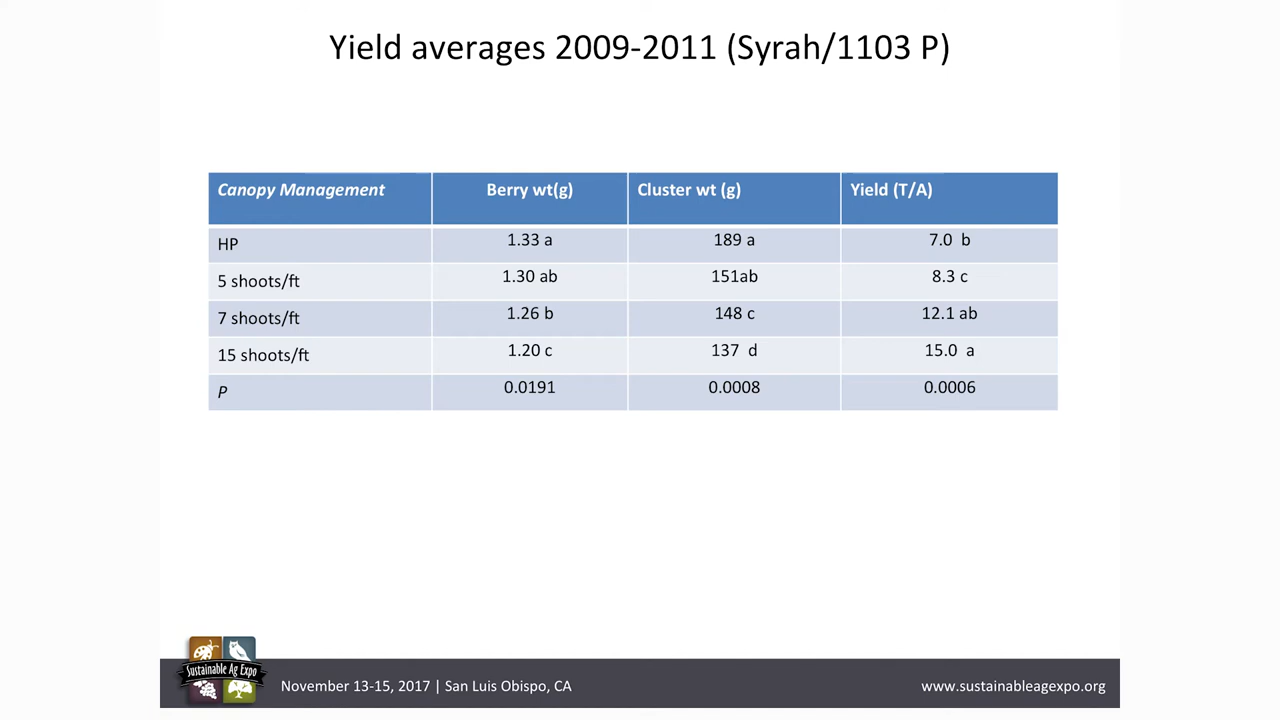 Yield averages 2009-2011 (Syrah/1103 P)
Canopy Management Berry wt(g) Cluster wt (g) Yield (T/A)
HP 1.33 a 189 a 7.0 b
5 shoots/ft 1.30 ab 151ab 8.3 c
7 shoots/ft 1.26 b 148 c 12.1 ab
15 shoots/ft 1.20 c 137 d 15.0 a
P 0.0191 0.0008 0.0006
Sustainable Ag Expo
November 13-15, 2017 | San Luis Obispo, CA www.sustainableagexpo.org